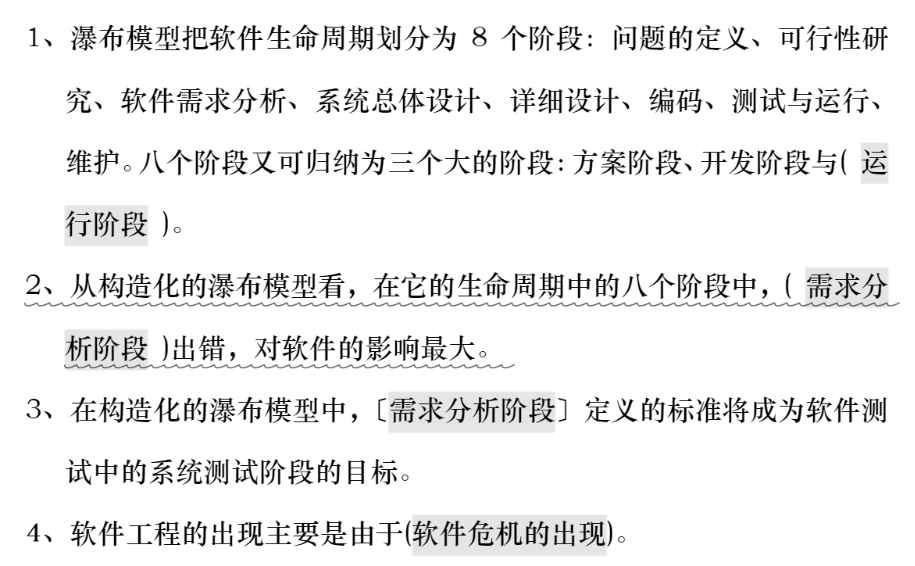 1、瀑布模型把软件生命周期划分为 8 个阶段：问题的定义、可行性研
究、软件需求分析、系统总体设计、详细设计、编码、测试与运行、
维护。八个阶段又可归纳为三个大的阶段：方案阶段、开发阶段与( 运
行阶段 )。
2、从构造化的瀑布模型看，在它的生命周期中的八个阶段中，( 需求分
析阶段 )出错，对软件的影响最大。
3、在构造化的瀑布模型中，〔需求分析阶段〕定义的标准将成为软件测
试中的系统测试阶段的目标。
4、软件工程的出现主要是由于(软件危机的出现)。